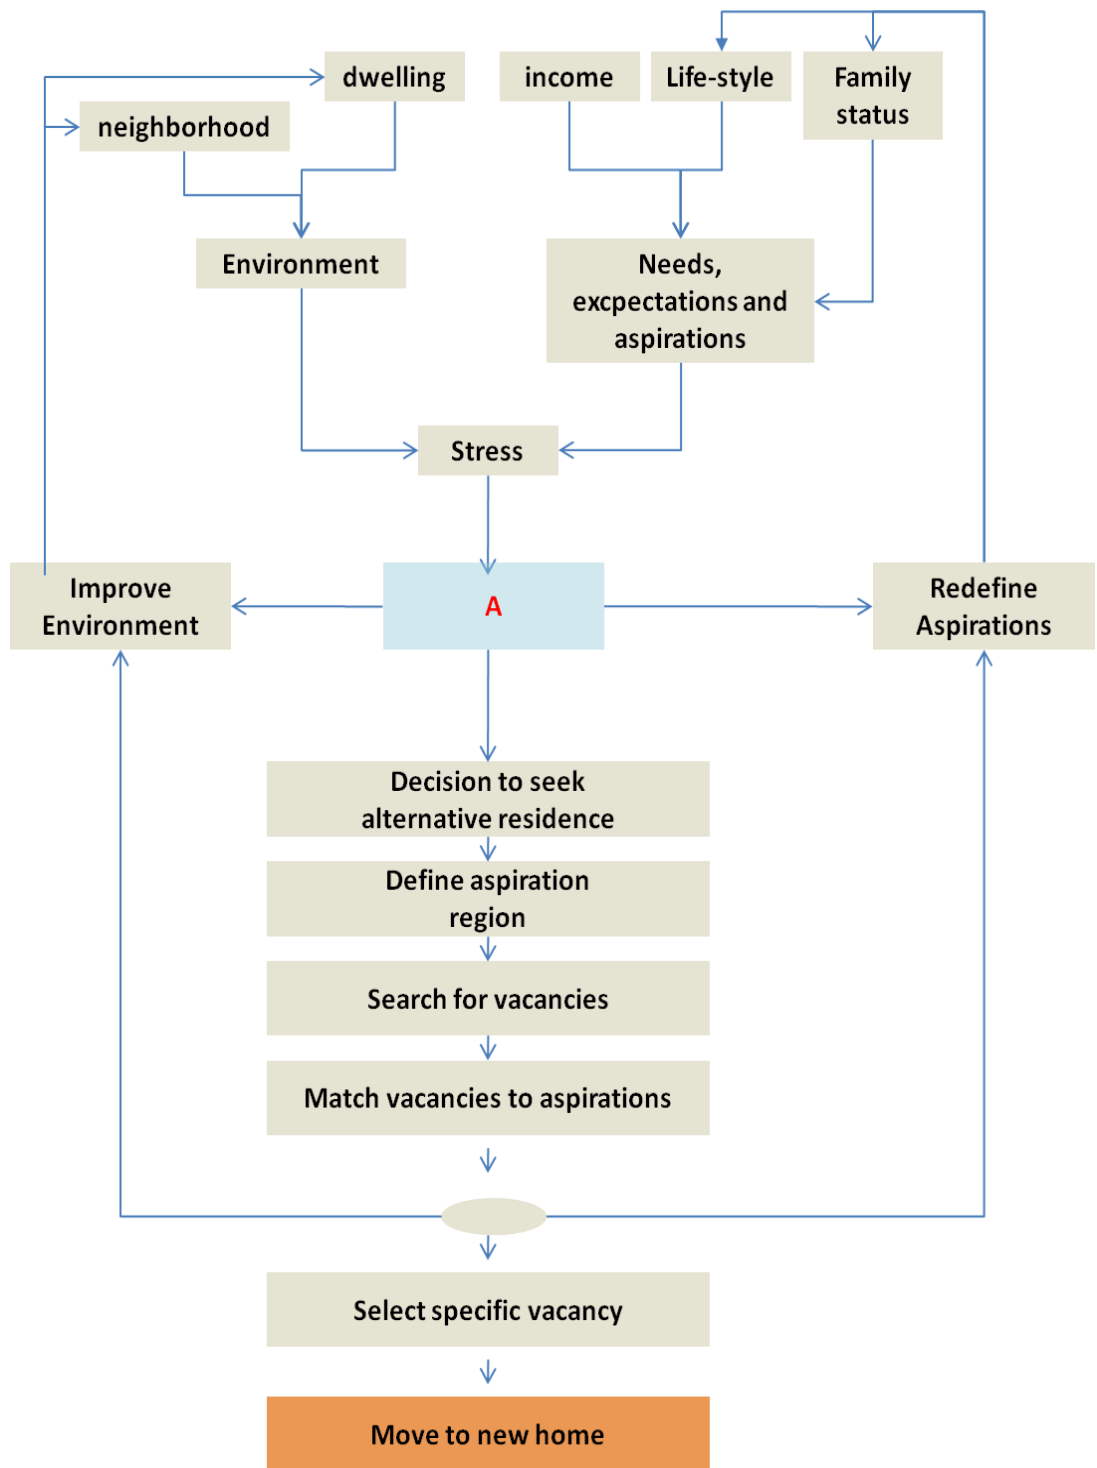 dwelling
income
Life-style
Family
status
neighborhood
Environment
Needs,
excpectations and
aspirations
Stress
Improve
Environment
A
Redefine
Aspirations
Decision to seek
alternative residence
Define aspiration
region
Search for vacancies
Match vacancies to aspirations
Select specific vacancy
Move to new home